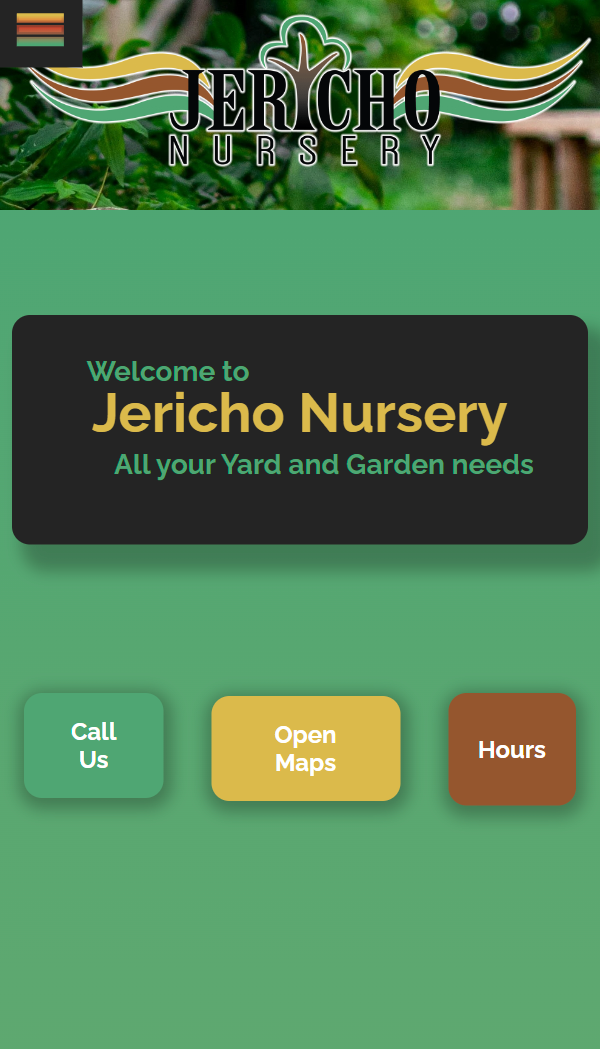 JERICHO
NURSERY
Welcome to
Jericho Nursery
All your Yard and Garden needs
Call
Us
Open
Maps
Hours